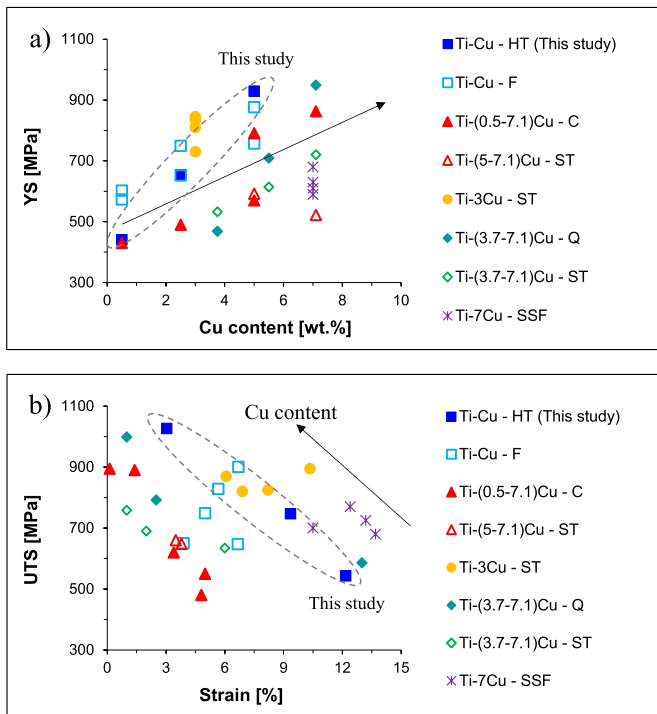 a)
1100
900
700
500
300
YS [MPa]
This study
0
2
4
6
8
10
Cu content [wt.%]
Ti-Cu - HT (This study)
Ti-Cu - F
Ti-(0.5-7.1)Cu - C
Ti-(5-7.1)Cu - ST
Ti-3Cu - ST
Ti-(3.7-7.1)Cu - Q
Ti-(3.7-7.1)Cu - ST
Ti-7Cu - SSF
b)
1100
900
700
500
300
UTS [MPa]
Cu content
This study
0
3
6
9
12
15
Strain [%]
Ti-Cu - HT (This study)
Ti-Cu - F
Ti-(0.5-7.1)Cu - C
Ti-(5-7.1)Cu - ST
Ti-3Cu - ST
Ti-(3.7-7.1)Cu - Q
Ti-(3.7-7.1)Cu - ST
Ti-7Cu - SSF